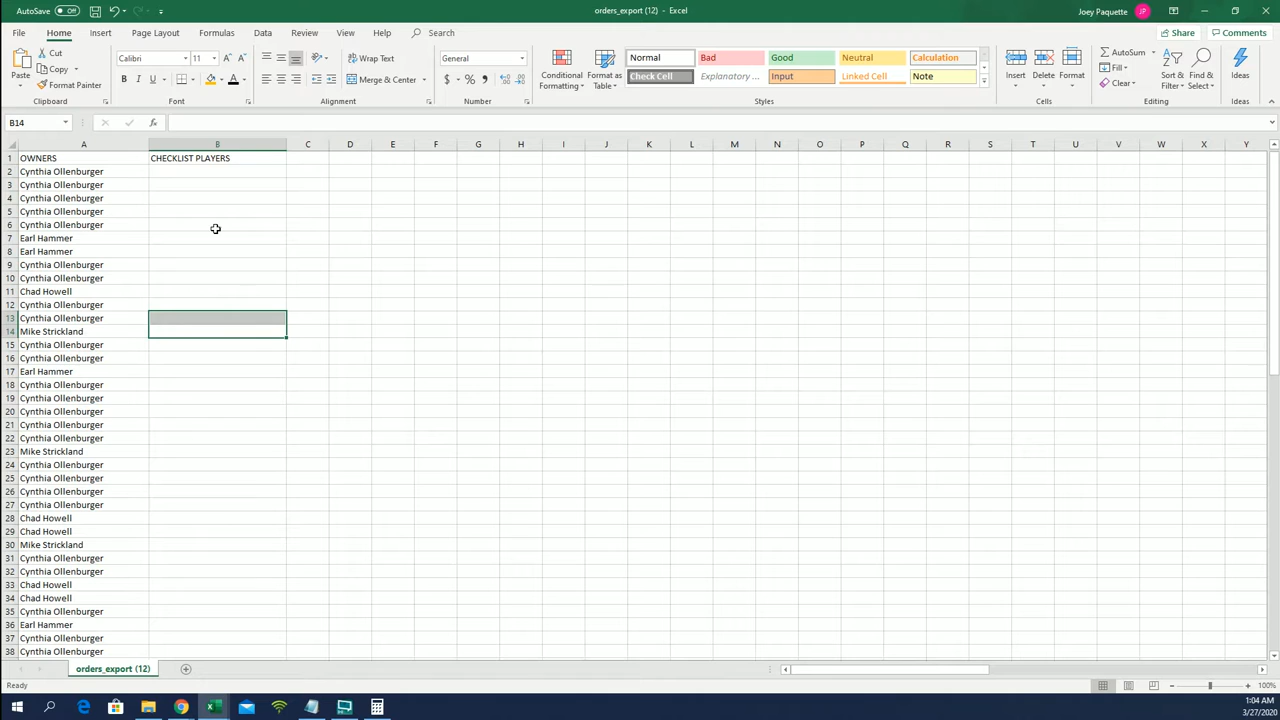 AutoSave Off
orders_export (12) - Excel
Joey Paquette JP
File Home Insert Page Layout Formulas Data Review View Help Search
Share Comments
Paste
Cut
Copy
Format Painter
Clipboard
Calibri 11
B I U
Font
Wrap Text
Merge & Center
Alignment
General
$ % ,
Number
Conditional Formatting
Format as Table
Normal Bad Good Neutral Calculation
Check Cell Explanatory ... Input Linked Cell Note
Styles
Insert Delete Format
Cells
AutoSum
Fill
Clear
Sort & Filter
Find & Select
Editing
Ideas
Ideas
B14 fx
A B C D E F G H I J K L M N O P Q R S T U V W X Y
1 OWNERS CHECKLIST PLAYERS
2 Cynthia Ollenburger
3 Cynthia Ollenburger
4 Cynthia Ollenburger
5 Cynthia Ollenburger
6 Cynthia Ollenburger
7 Earl Hammer
8 Earl Hammer
9 Cynthia Ollenburger
10 Cynthia Ollenburger
11 Chad Howell
12 Cynthia Ollenburger
13 Cynthia Ollenburger
14 Mike Strickland
15 Cynthia Ollenburger
16 Cynthia Ollenburger
17 Earl Hammer
18 Cynthia Ollenburger
19 Cynthia Ollenburger
20 Cynthia Ollenburger
21 Cynthia Ollenburger
22 Cynthia Ollenburger
23 Mike Strickland
24 Cynthia Ollenburger
25 Cynthia Ollenburger
26 Cynthia Ollenburger
27 Cynthia Ollenburger
28 Chad Howell
29 Chad Howell
30 Mike Strickland
31 Cynthia Ollenburger
32 Cynthia Ollenburger
33 Chad Howell
34 Chad Howell
35 Cynthia Ollenburger
36 Earl Hammer
37 Cynthia Ollenburger
38 Cynthia Ollenburger
orders_export (12)
Ready
100%
1:04 AM
3/27/2020